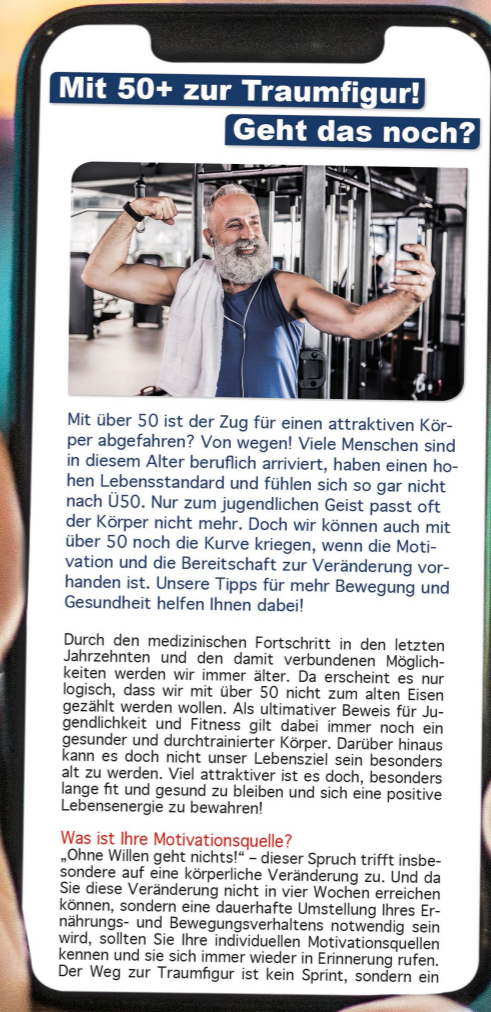 Mit 50+ zur Traumfigur!
Geht das noch?
Mit über 50 ist der Zug für einen attraktiven Kör-
per abgefahren? Von wegen! Viele Menschen sind
in diesem Alter beruflich arriviert, haben einen ho-
hen Lebensstandard und fühlen sich so gar nicht
nach Ü50. Nur zum jugendlichen Geist passt oft
der Körper nicht mehr. Doch wir können auch mit
über 50 noch die Kurve kriegen, wenn die Moti-
vation und die Bereitschaft zur Veränderung vor-
handen ist. Unsere Tipps für mehr Bewegung und
Gesundheit helfen Ihnen dabei!
Durch den medizinischen Fortschritt in den letzten
Jahrzehnten und den damit verbundenen Möglich-
keiten werden wir immer älter. Da erscheint es nur
logisch, dass wir mit über 50 nicht zum alten Eisen
gezählt werden wollen. Als ultimativer Beweis für Ju-
gendlichkeit und Fitness gilt dabei immer noch ein
gesunder und durchtrainierter Körper. Darüber hinaus
kann es doch nicht unser Lebensziel sein besonders
alt zu werden. Viel attraktiver ist es doch, besonders
lange fit und gesund zu bleiben und sich eine positive
Lebensenergie zu bewahren!
Was ist Ihre Motivationsquelle?
„Ohne Willen geht nichts!“ – dieser Spruch trifft insbe-
sondere auf eine körperliche Veränderung zu. Und da
Sie diese Veränderung nicht in vier Wochen erreichen
können, sondern eine dauerhafte Umstellung Ihres Er-
nährungs- und Bewegungsverhaltens notwendig sein
wird, sollten Sie Ihre individuellen Motivationsquellen
kennen und sie sich immer wieder in Erinnerung rufen.
Der Weg zur Traumfigur ist kein Sprint, sondern ein